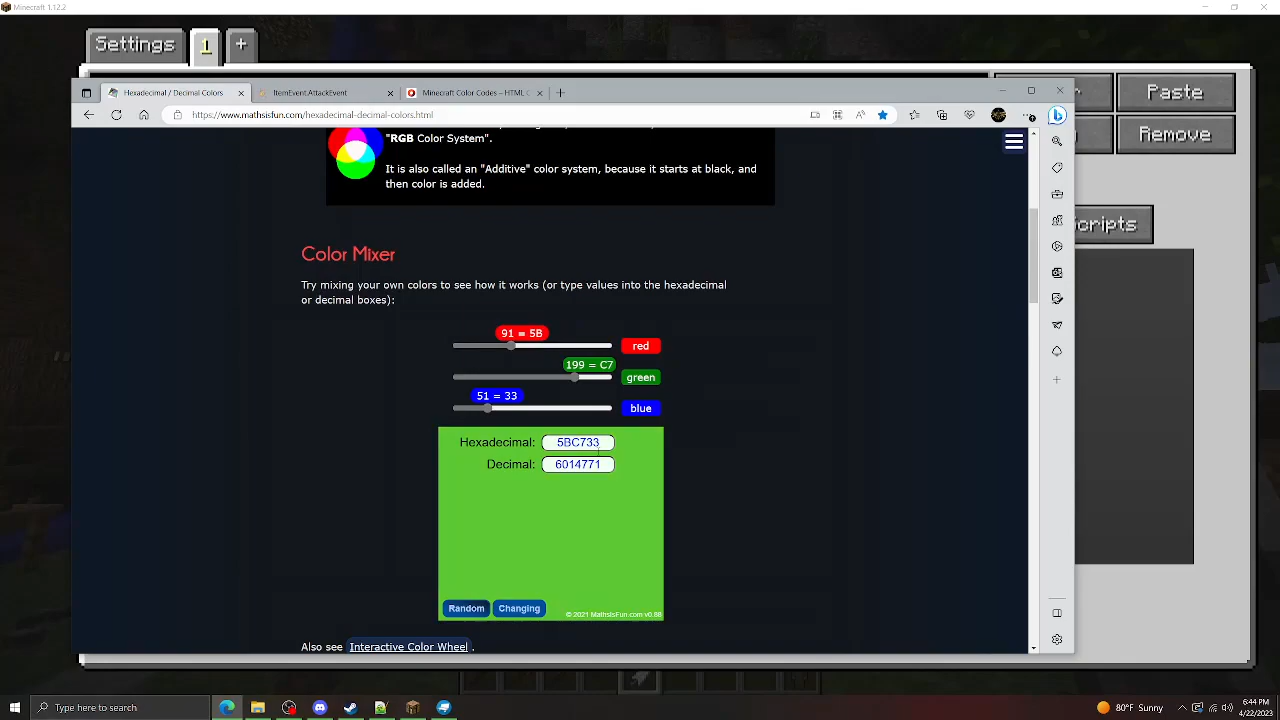 Minecraft 1.12.2
Settings
1
+
Paste
Remove
Scripts
Hexadecimal / Decimal Colors
ItemEvent.AttackEvent
Minecraft Color Codes – HTML C
https://www.mathsisfun.com/hexadecimal-decimal-colors.html
"RGB Color System".
It is also called an "Additive" color system, because it starts at black, and
then color is added.
Color Mixer
Try mixing your own colors to see how it works (or type values into the hexadecimal
or decimal boxes):
91 = 5B
red
199 = C7
green
51 = 33
blue
Hexadecimal: 5BC733
Decimal: 6014771
Random
Changing
© 2021 MathsIsFun.com v0.88
Also see Interactive Color Wheel .
Type here to search
80°F Sunny
6:44 PM
4/22/2023